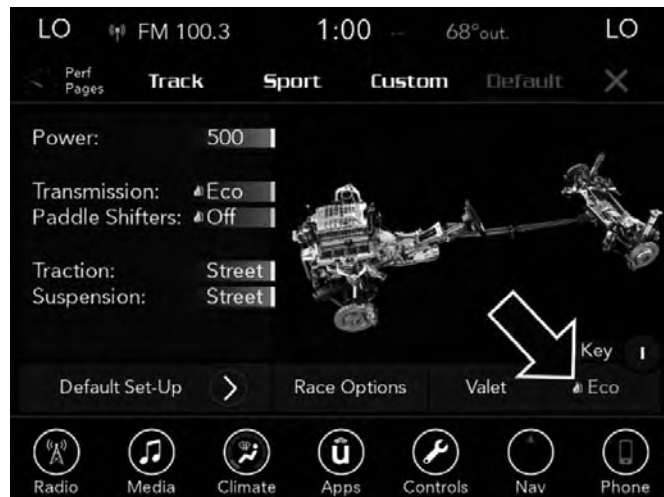 LO FM 100.3 1:00 68°out. LO
Perf Pages Track Sport Custom Default X
Power: 500
Transmission: Eco
Paddle Shifters: Off
Traction: Street
Suspension: Street
Key I
Default Set-Up > Race Options Valet Eco
û
Radio Media Climate Apps Controls Nav Phone